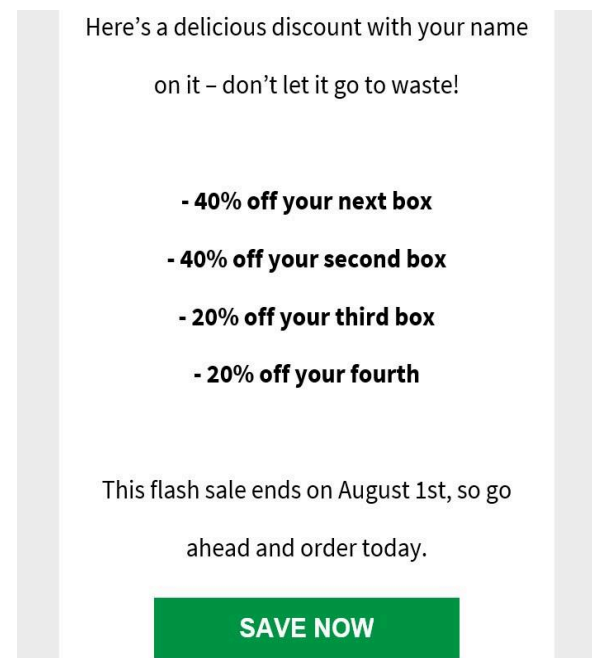 Here’s a delicious discount with your name
on it – don’t let it go to waste!
- 40% off your next box
- 40% off your second box
- 20% off your third box
- 20% off your fourth
This flash sale ends on August 1st, so go
ahead and order today.
SAVE NOW